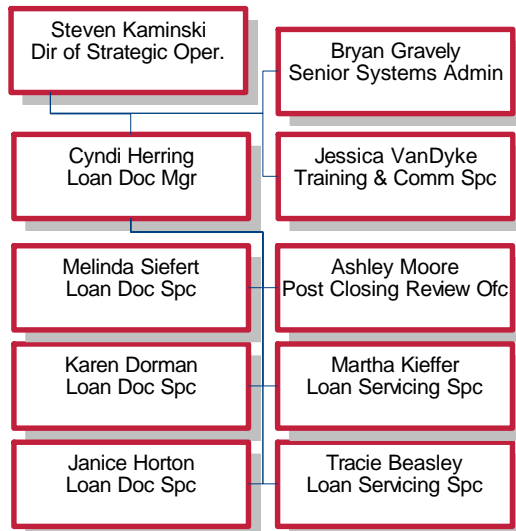 Steven Kaminski
Dir of Strategic Oper.
Bryan Gravely
Senior Systems Admin
Cyndi Herring
Loan Doc Mgr
Jessica VanDyke
Training & Comm Spc
Melinda Siefert
Loan Doc Spc
Ashley Moore
Post Closing Review Ofc
Karen Dorman
Loan Doc Spc
Martha Kieffer
Loan Servicing Spc
Janice Horton
Loan Doc Spc
Tracie Beasley
Loan Servicing Spc